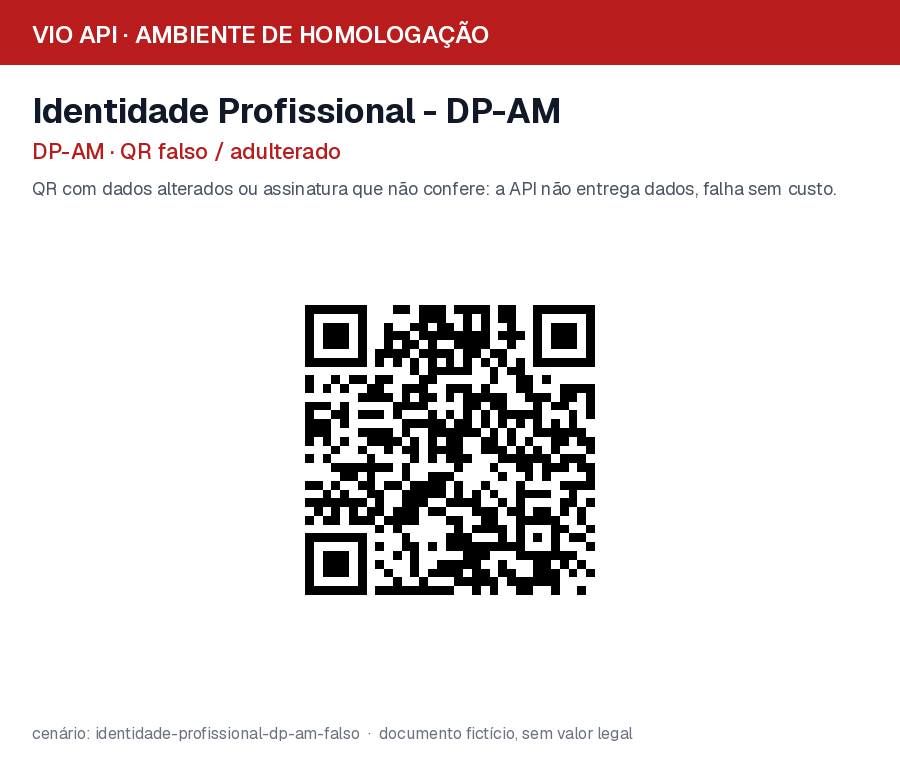 VIO API · AMBIENTE DE HOMOLOGAÇÃO
Identidade Profissional - DP-AM
DP-AM · QR falso / adulterado
QR com dados alterados ou assinatura que não confere: a API não entrega dados, falha sem custo.
cenário: identidade-profissional-dp-am-falso · documento fictício, sem valor legal